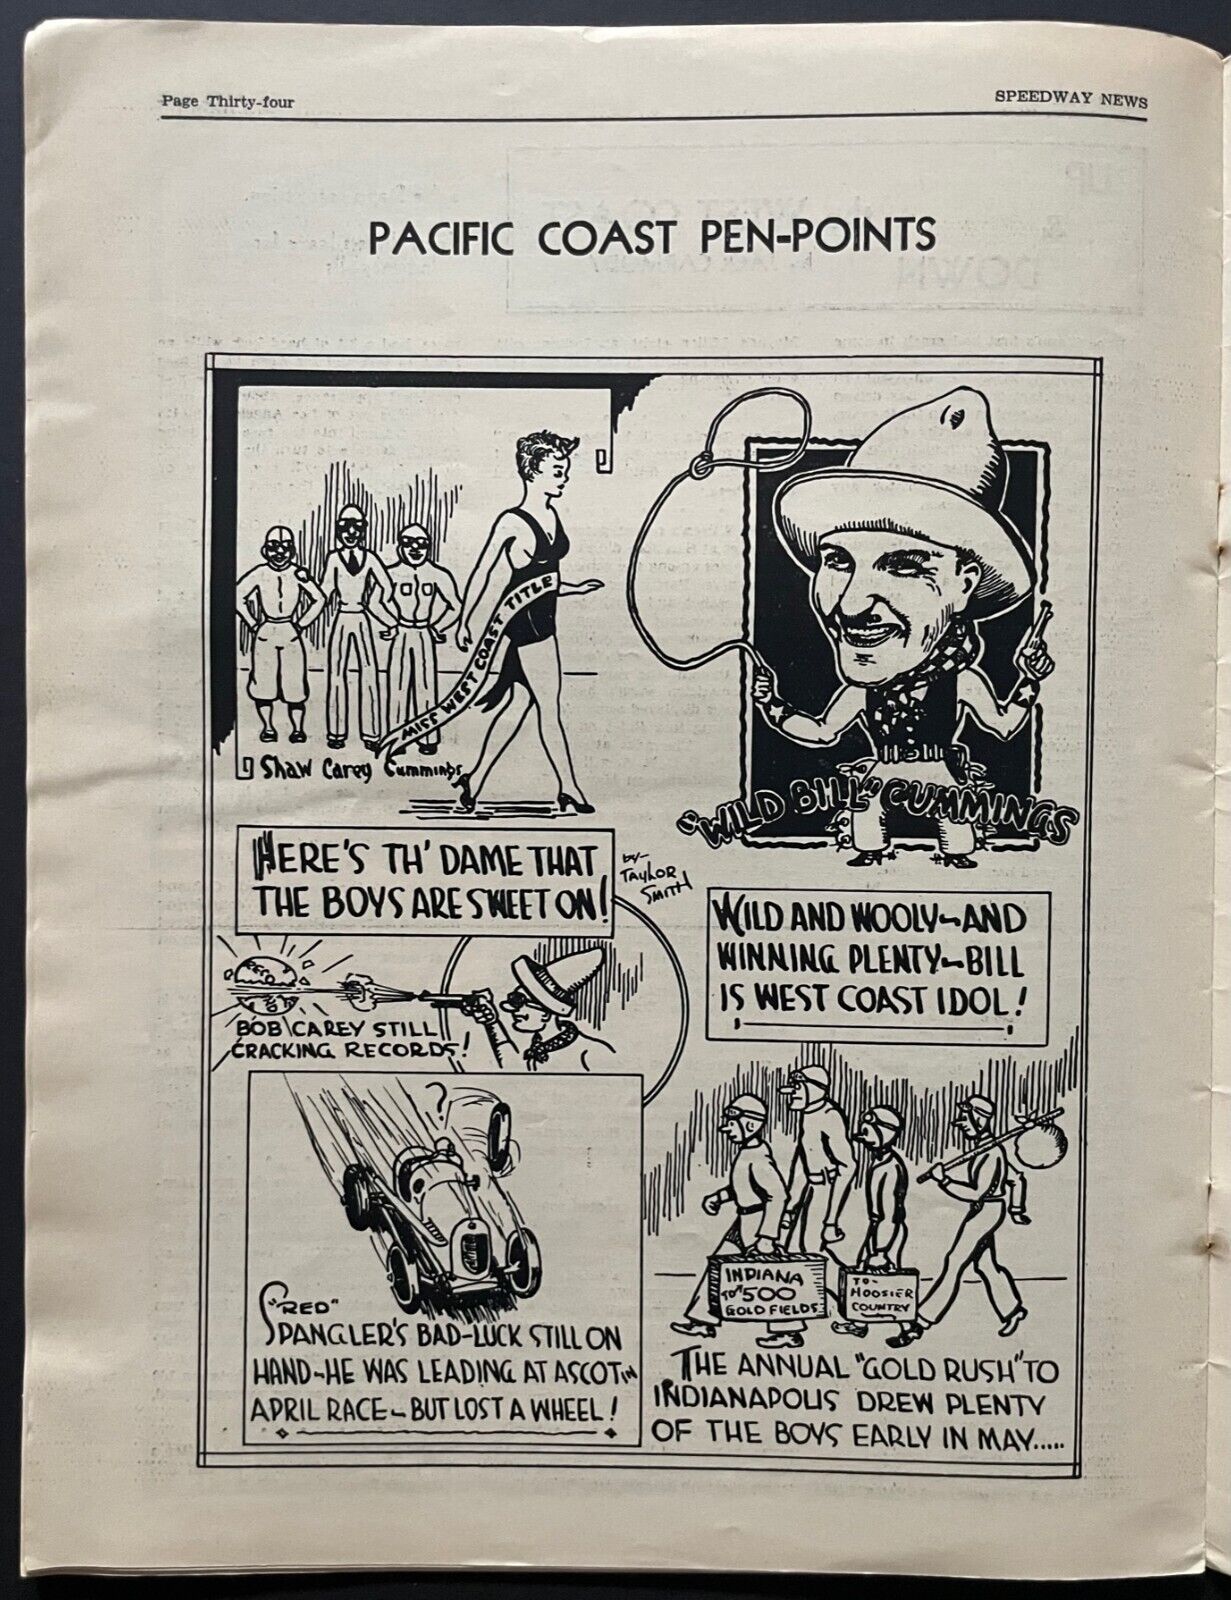 Page Thirty-four
SPEEDWAY NEWS
PACIFIC COAST PEN-POINTS
MISS WEST COAST TITLE
Shaw Carey Cummings
"WILD BILL" CUMMINGS
HERE'S TH' DAME THAT
THE BOYS ARE SWEET ON!
by-
TAYLOR
SMITH
WILD AND WOOLY - AND
WINNING PLENTY - BILL
IS WEST COAST IDOL!
BOB CAREY STILL
CRACKING RECORDS!
?
"RED"
SPANGLER'S BAD-LUCK STILL ON
HAND - HE WAS LEADING AT ASCOT IN
APRIL RACE - BUT LOST A WHEEL!
INDIANA
TO "500"
GOLD FIELDS
TO-
HOOSIER
COUNTRY
THE ANNUAL "GOLD RUSH" TO
INDIANAPOLIS DREW PLENTY
OF THE BOYS EARLY IN MAY.....